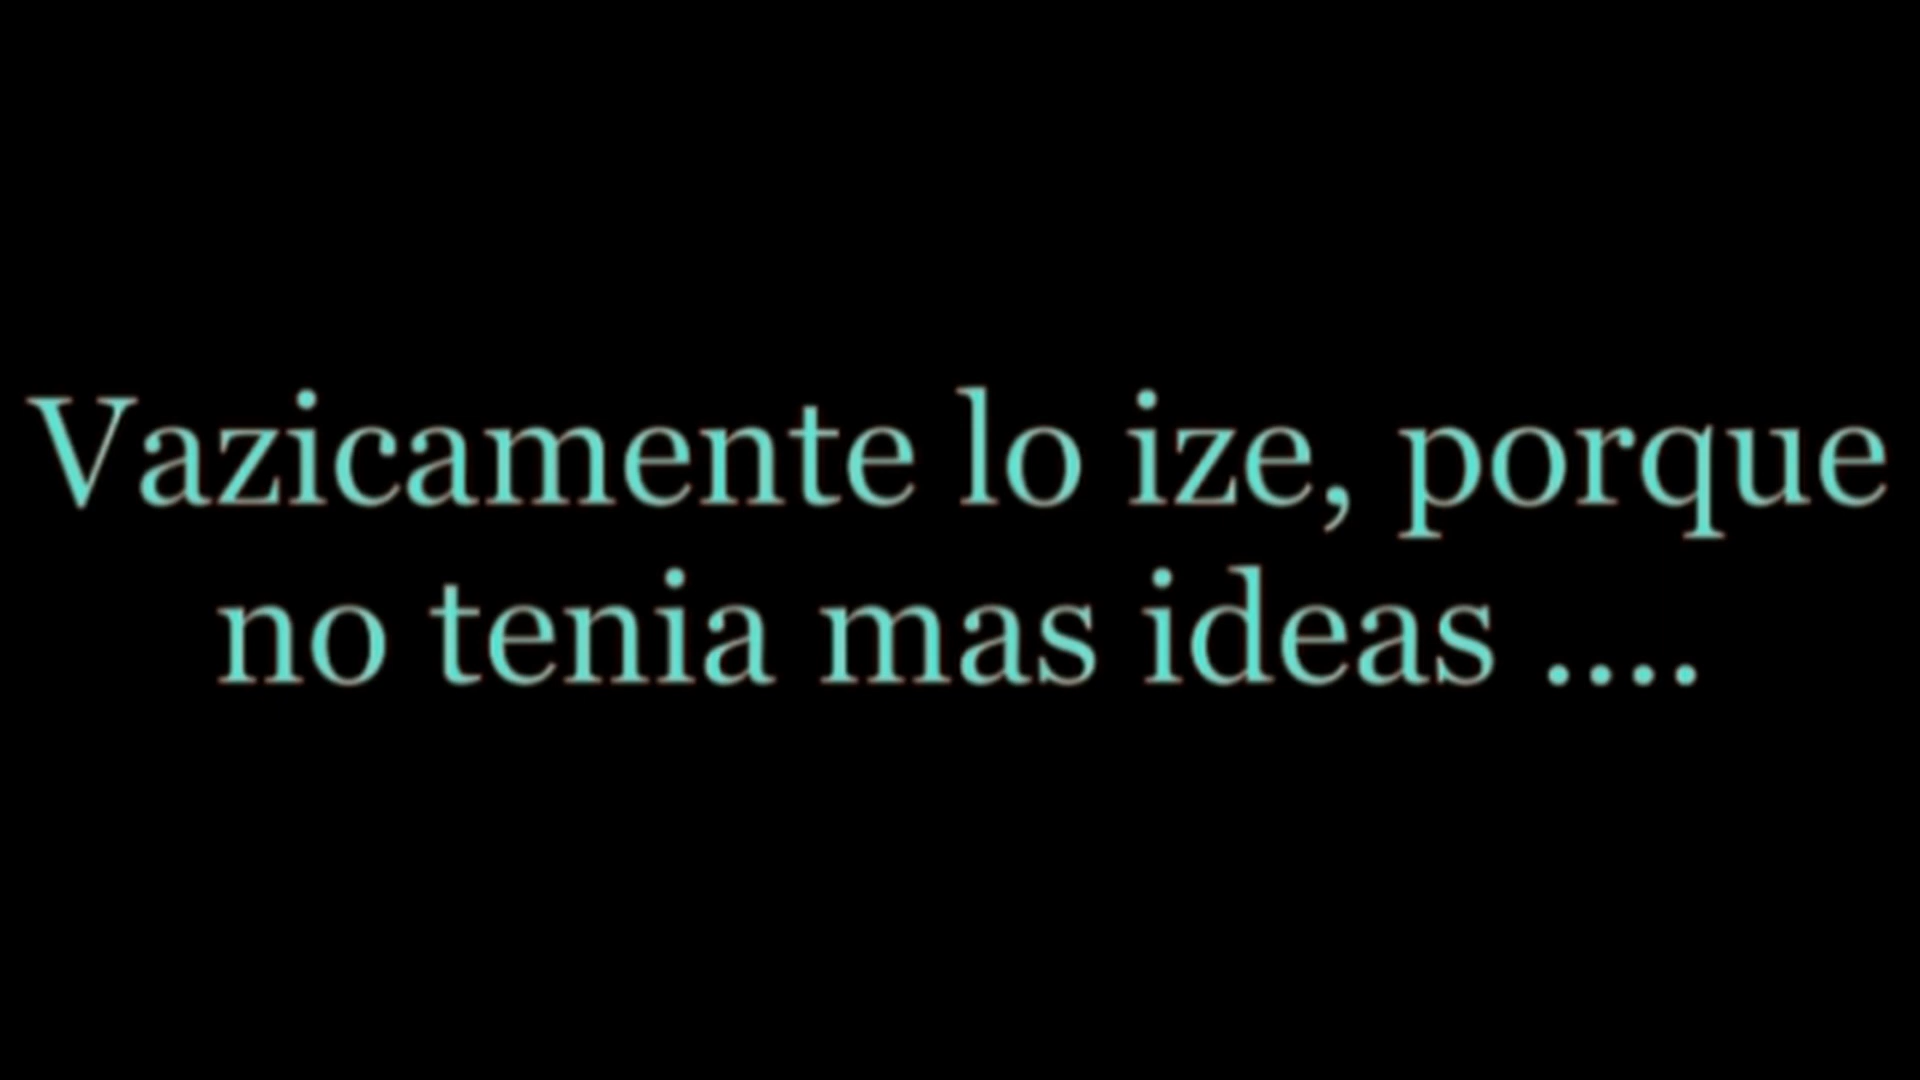 Vazicamente lo ize, porque
no tenia mas ideas ....